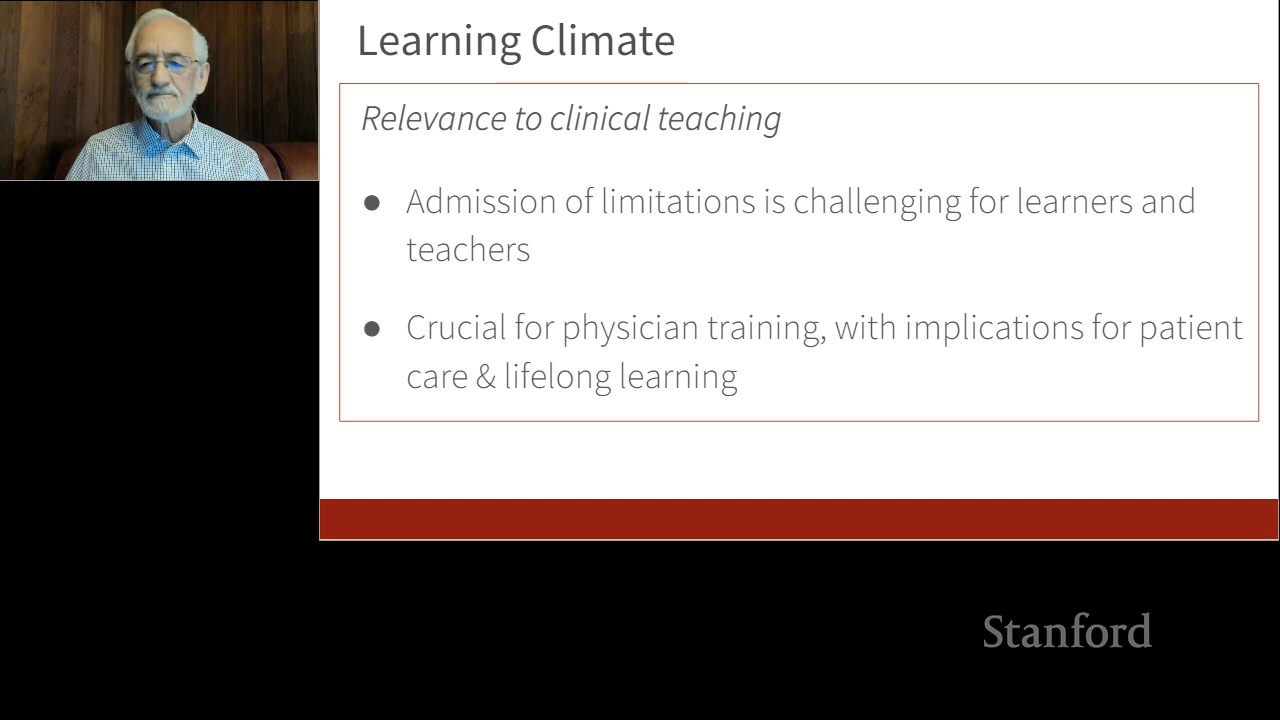 Learning Climate
Relevance to clinical teaching
● Admission of limitations is challenging for learners and
teachers
● Crucial for physician training, with implications for patient
care & lifelong learning
Stanford